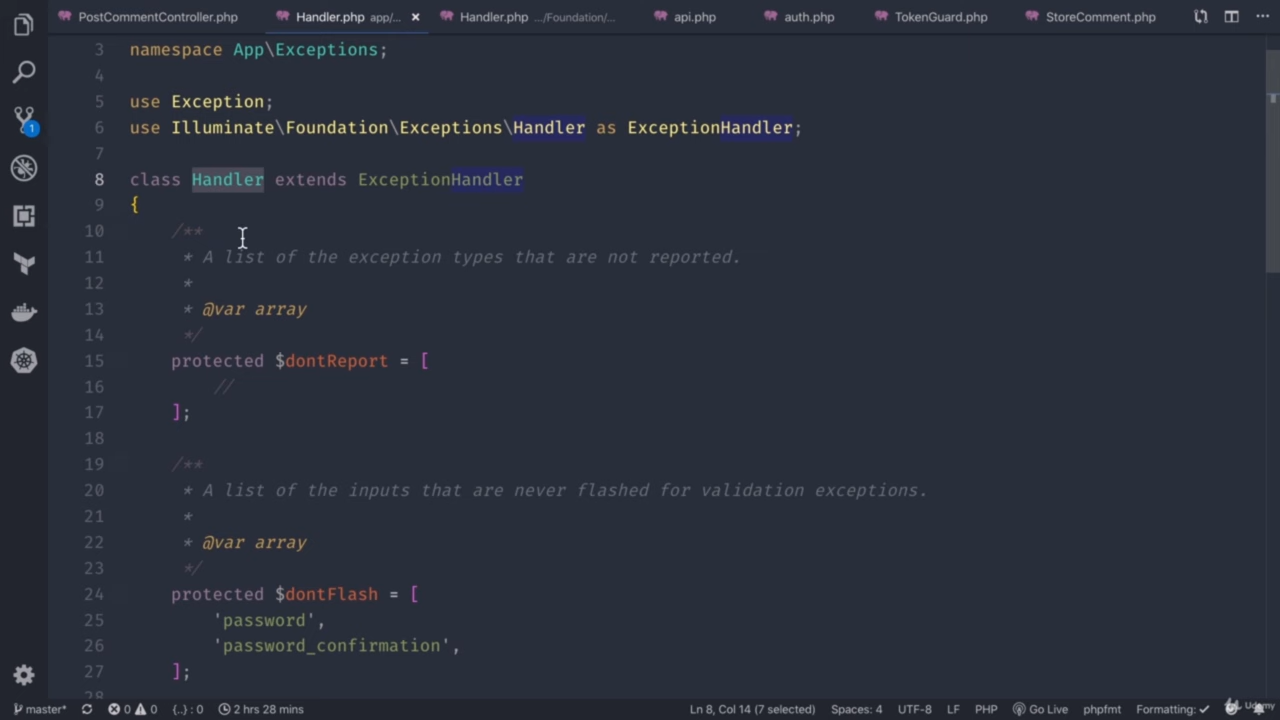 PostCommentController.php Handler.php app/... × Handler.php .../Foundation/... api.php auth.php TokenGuard.php StoreComment.php ...
3 namespace App\Exceptions;
4
5 use Exception;
6 use Illuminate\Foundation\Exceptions\Handler as ExceptionHandler;
7
8 class Handler extends ExceptionHandler
9 {
10 /**
11 * A list of the exception types that are not reported.
12 *
13 * @var array
14 */
15 protected $dontReport = [
16 //
17 ];
18
19 /**
20 * A list of the inputs that are never flashed for validation exceptions.
21 *
22 * @var array
23 */
24 protected $dontFlash = [
25 'password',
26 'password_confirmation',
27 ];
28
1
master* 0 0 {..} : 0 2 hrs 28 mins Ln 8, Col 14 (7 selected) Spaces: 4 UTF-8 LF PHP Go Live phpfmt Formatting: ✓ Udemy